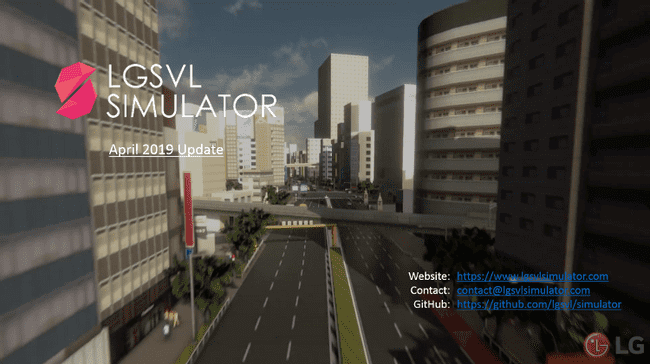 LGSVL
SIMULATOR
April 2019 Update
Website: https://www.lgsvlsimulator.com
Contact: contact@lgsvlsimulator.com
GitHub: https://github.com/lgsvl/simulator
LG